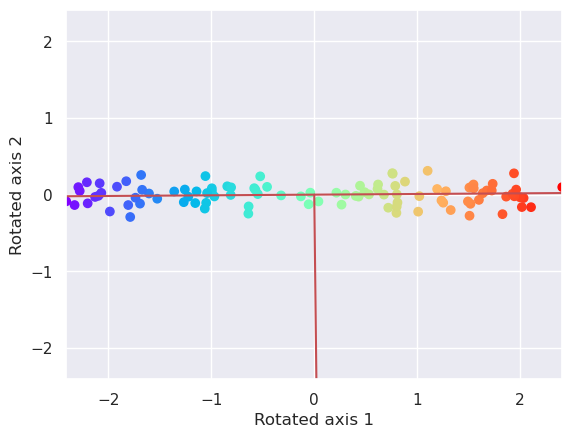 2
1
0
−1
−2
Rotated axis 2
−2 −1 0 1 2
Rotated axis 1